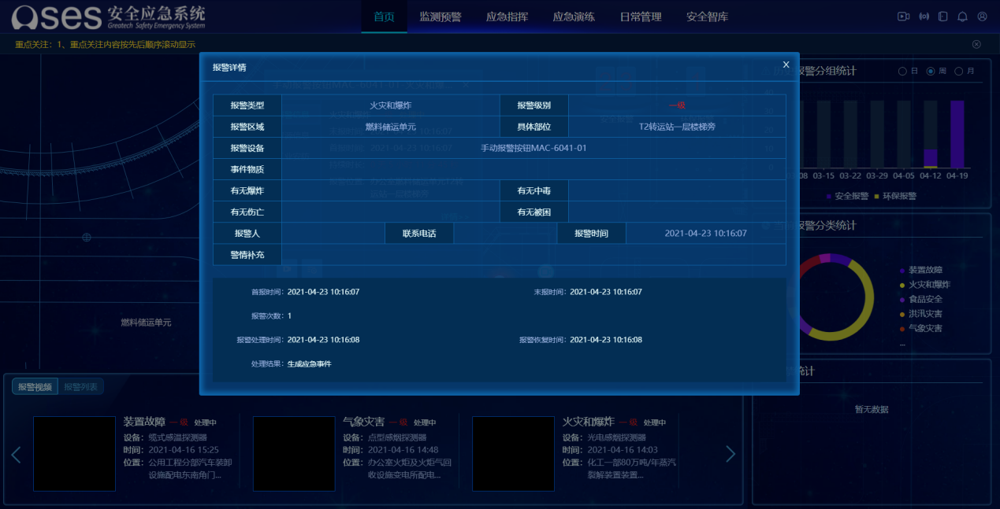 OSES 安全应急系统
Greatech Safety Emergency System
首页 监测预警 应急指挥 应急演练 日常管理 安全智库
重点关注：1、重点关注内容按先后顺序滚动显示
报警详情 X
报警类型 火灾和爆炸 报警级别 一级
报警区域 燃料储运单元 具体部位 T2转运站一层楼梯旁
报警设备 手动报警按钮MAC-6041-01
事件物质
有无爆炸 有无中毒
有无伤亡 有无被困
报警人 联系电话 报警时间 2021-04-23 10:16:07
警情补充
首报时间：2021-04-23 10:16:07 末报时间：2021-04-23 10:16:07
报警次数：1
报警处理时间：2021-04-23 10:16:08 报警恢复时间：2021-04-23 10:16:08
处理结果：生成应急事件
报警分组统计 日 周 月
08 03-15 03-22 03-29 04-05 04-12 04-19
安全报警 环保报警
报警分类统计
装置故障
火灾和爆炸
食品安全
洪汛灾害
气象灾害
...
统计
暂无数据
燃料储运单元
报警视频 报警列表
装置故障 一级 处理中
设备：缆式感温探测器
时间：2021-04-16 15:25
位置：公用工程分部汽车装卸
设施配电东南角门...
气象灾害 一级 处理中
设备：点型感烟探测器
时间：2021-04-16 14:48
位置：办公室火炬及火炬气回
收设施变电所配电...
火灾和爆炸 一级 处理中
设备：光电感烟探测器
时间：2021-04-16 14:03
位置：化工一部80万吨/年蒸汽
裂解装置装置...